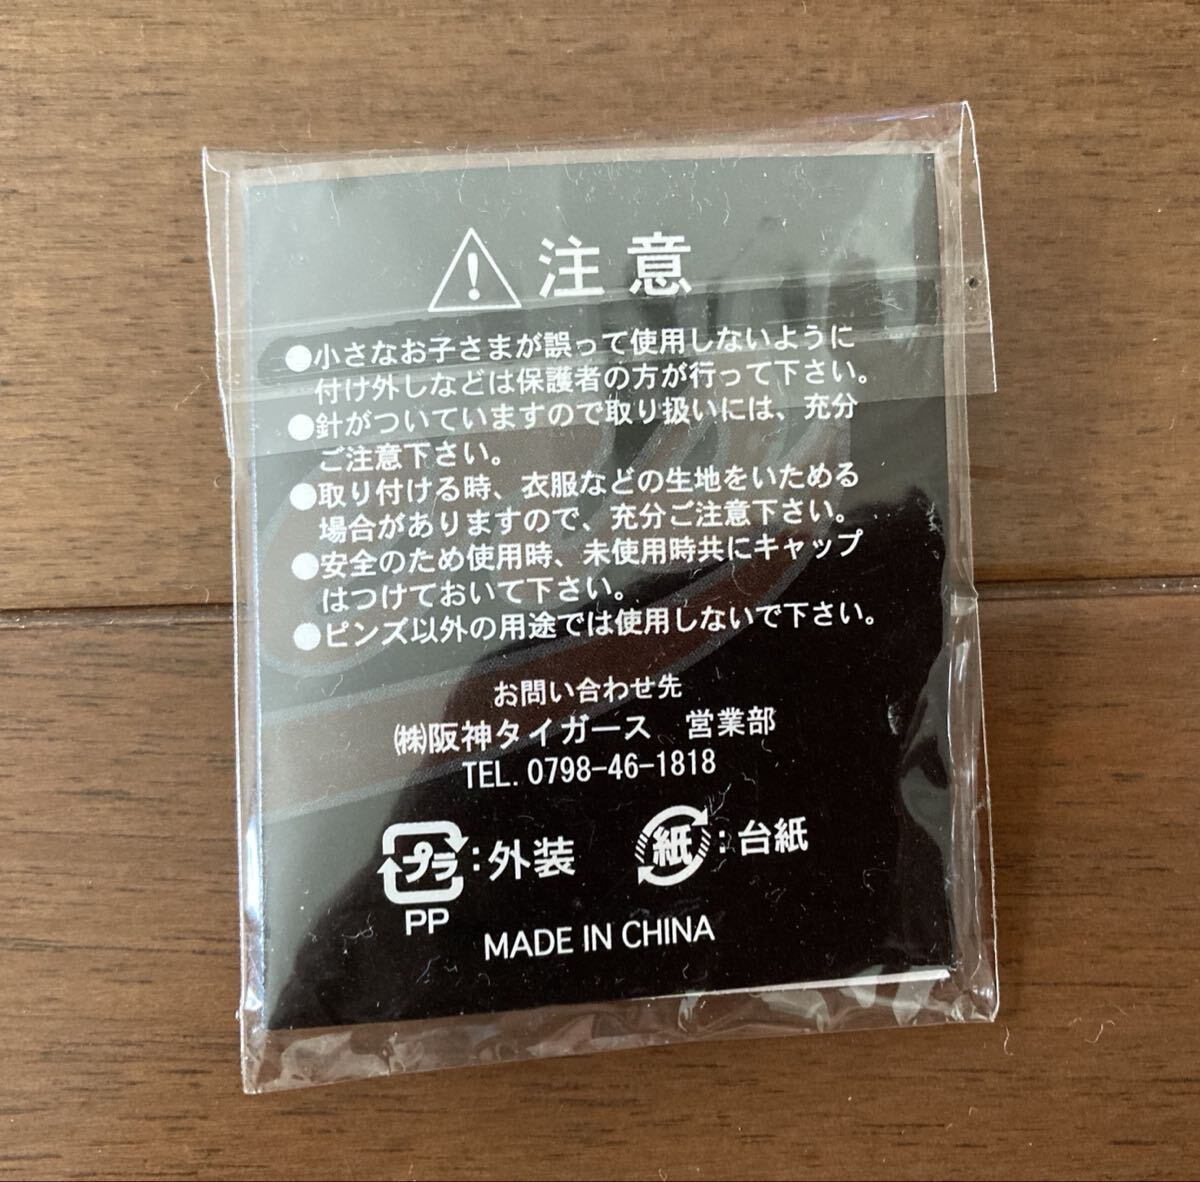 注意
●小さなお子さまが誤って使用しないように
付け外しなどは保護者の方が行って下さい。
●針がついていますので取り扱いには、充分
ご注意下さい。
●取り付ける時、衣服などの生地をいためる
場合がありますので、充分ご注意下さい。
●安全のため使用時、未使用時共にキャップ
はつけておいて下さい。
●ピンズ以外の用途では使用しないで下さい。
お問い合わせ先
㈱阪神タイガース 営業部
TEL. 0798-46-1818
プラ:外装 紙:台紙
PP
MADE IN CHINA